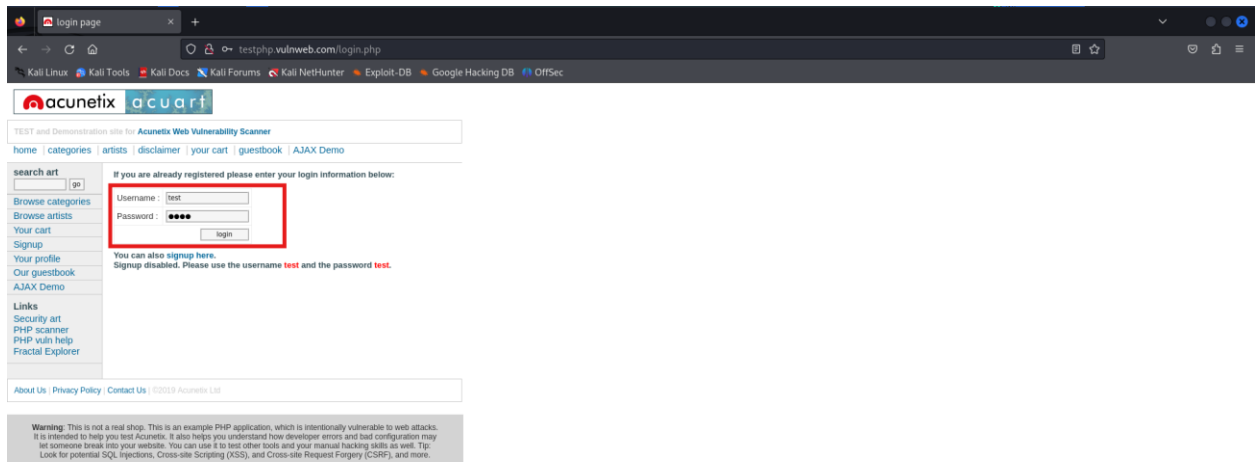 login page
testphp.vulnweb.com/login.php
Kali Linux Kali Tools Kali Docs Kali Forums Kali NetHunter Exploit-DB Google Hacking DB OffSec
acunetix acuart
TEST and Demonstration site for Acunetix Web Vulnerability Scanner
home | categories | artists | disclaimer | your cart | guestbook | AJAX Demo
search art
go
Browse categories
Browse artists
Your cart
Signup
Your profile
Our guestbook
AJAX Demo
Links
Security art
PHP scanner
PHP vuln help
Fractal Explorer
If you are already registered please enter your login information below:
Username : test
Password :
login
You can also signup here.
Signup disabled. Please use the username test and the password test.
About Us | Privacy Policy | Contact Us | ©2019 Acunetix Ltd
Warning: This is not a real shop. This is an example PHP application, which is intentionally vulnerable to web attacks.
It is intended to help you test Acunetix. It also helps you understand how developer errors and bad configuration may
let someone break into your website. You can use it to test other tools and your manual hacking skills as well. Tip:
Look for potential SQL Injections, Cross-site Scripting (XSS), and Cross-site Request Forgery (CSRF), and more.